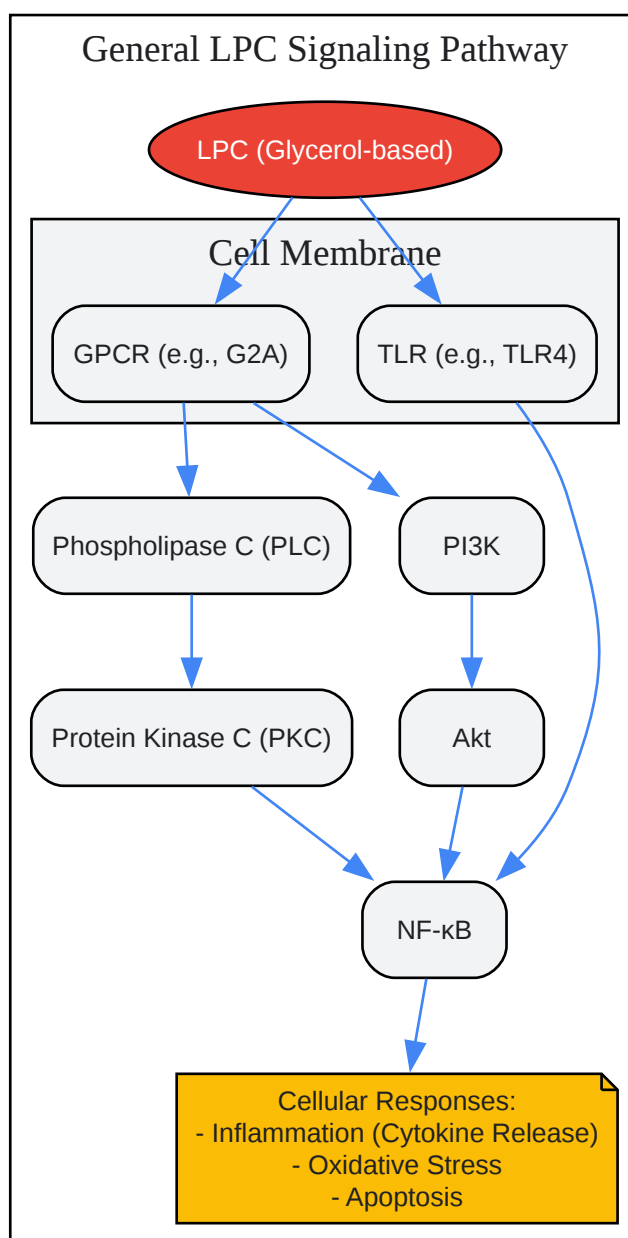 General LPC Signaling Pathway
LPC (Glycerol-based)
Cell Membrane
GPCR (e.g., G2A)
TLR (e.g., TLR4)
Phospholipase C (PLC)
PI3K
Protein Kinase C (PKC)
Akt
NF-κB
Cellular Responses:
- Inflammation (Cytokine Release)
- Oxidative Stress
- Apoptosis